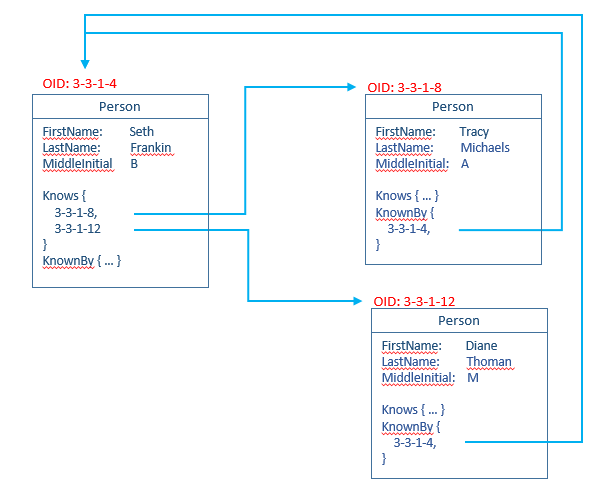 OID: 3-3-1-4
Person
FirstName: Seth
LastName: Frankin
MiddleInitial B
Knows {
3-3-1-8,
3-3-1-12
}
KnownBy { ... }
OID: 3-3-1-8
Person
FirstName: Tracy
LastName: Michaels
MiddleInitial: A
Knows { ... }
KnownBy {
3-3-1-4,
}
OID: 3-3-1-12
Person
FirstName: Diane
LastName: Thoman
MiddleInitial: M
Knows { ... }
KnownBy {
3-3-1-4,
}